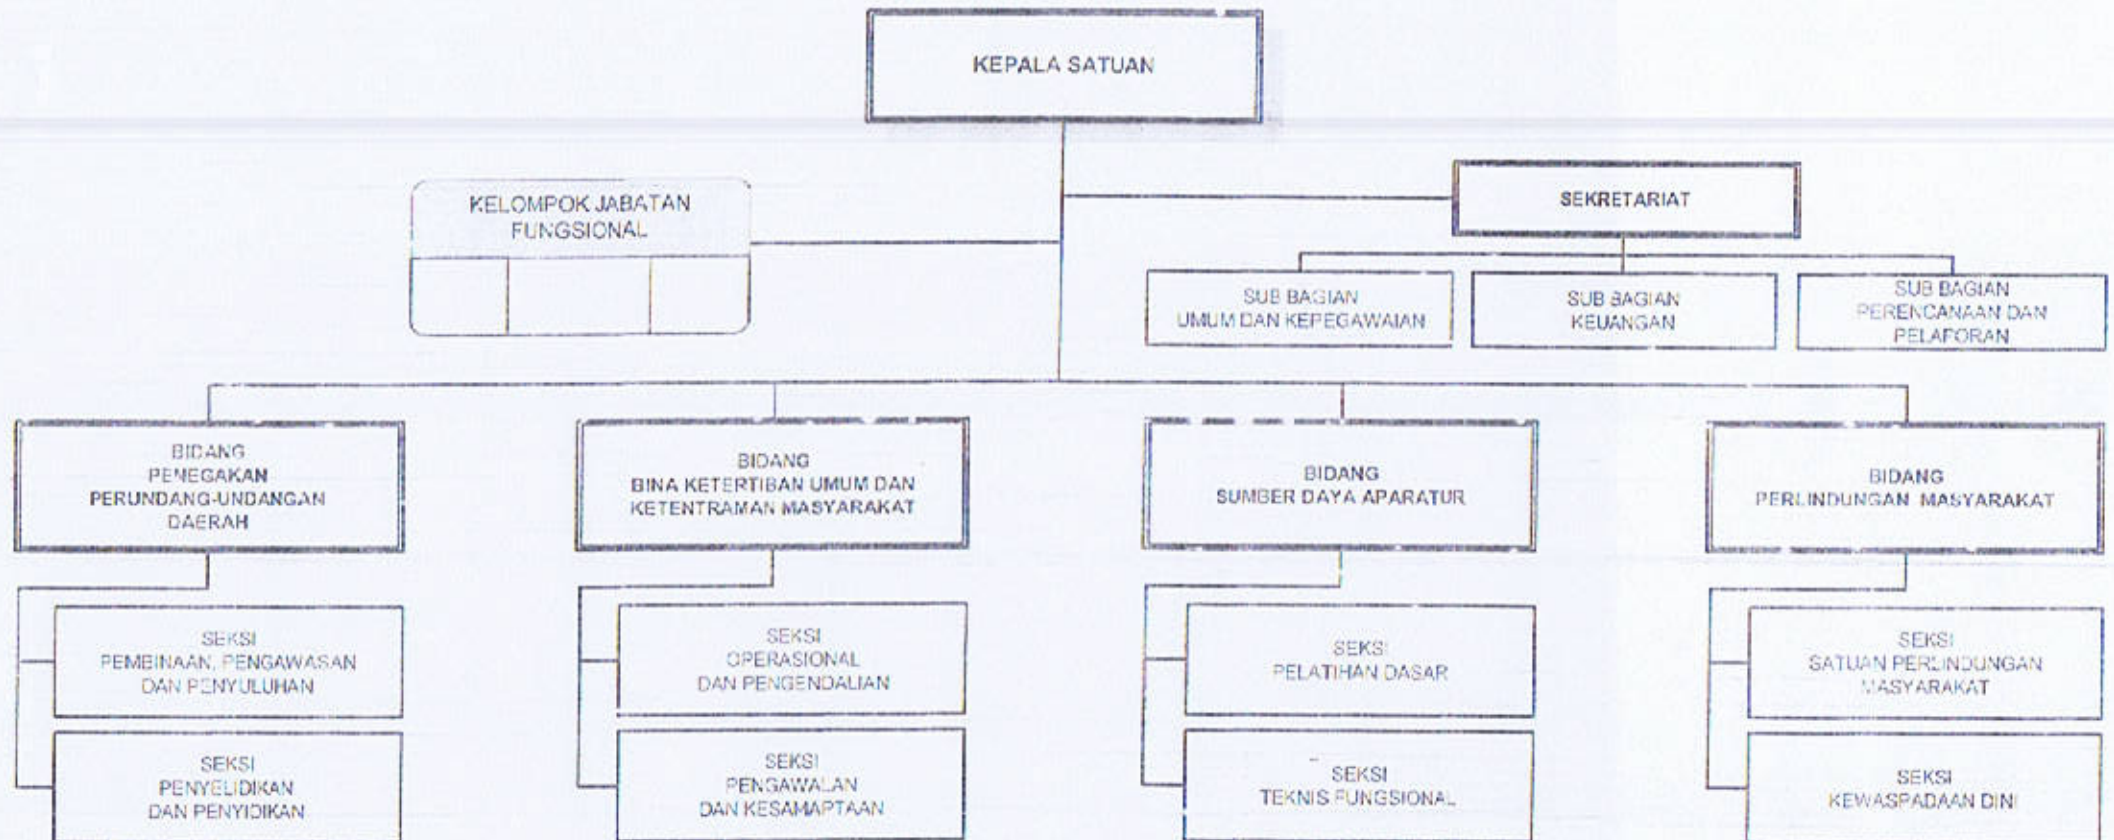 KEPALA SATUAN
KELOMPOK JABATAN
FUNGSIONAL
SEKRETARIAT
SUB BAGIAN
UMUM DAN KEPEGAWAIAN
SUB BAGIAN
KEUANGAN
SUB BAGIAN
PERENCANAAN DAN
PELAFORAN
BIDANG
PENEGAKAN
PERUNDANG-UNDANGAN
DAERAH
BIDANG
BINA KETERTIBAN UMUM DAN
KETENTRAMAN MASYARAKAT
BIDANG
SUMBER DAYA APARATUR
BIDANG
PERLINDUNGAN MASYARAKAT
SEKSI
PEMBINAAN, PENGAWASAN
DAN PENYULUHAN
SEKSI
OPERASIONAL
DAN PENGENDALIAN
SEKSI
PELATIHAN DASAR
SEKSI
SATUAN PERLINDUNGAN
MASYARAKAT
SEKSI
PENYELIDIKAN
DAN PENYIDIKAN
SEKSI
PENGAWALAN
DAN KESAMAPTAAN
SEKSI
TEKNIS FUNGSIONAL
SEKSI
KEWASPADAAN DINI